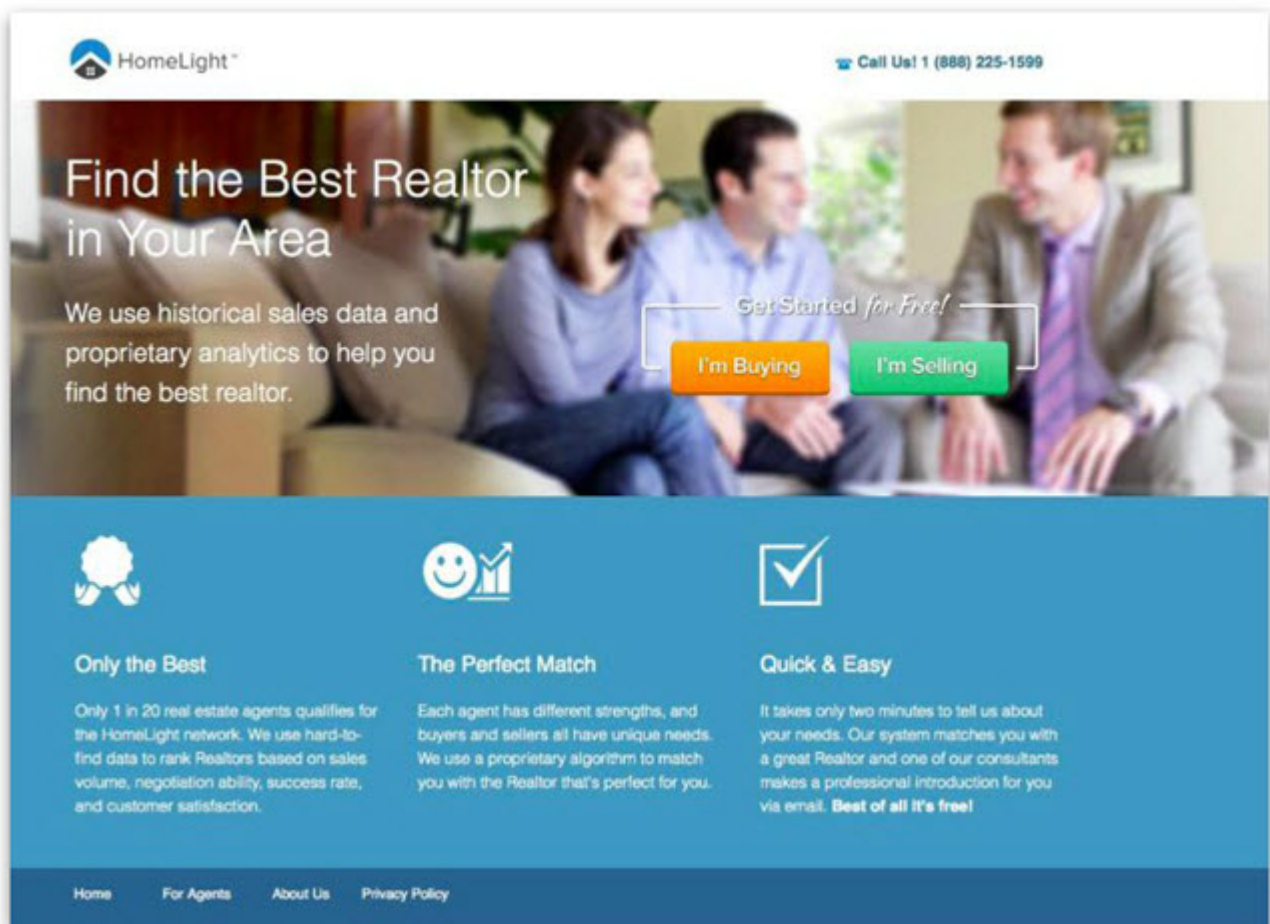 HomeLight™
Call Us! 1 (888) 225-1599
Find the Best Realtor
in Your Area
We use historical sales data and
proprietary analytics to help you
find the best realtor.
Get Started for Free!
I'm Buying
I'm Selling
Only the Best
Only 1 in 20 real estate agents qualifies for
the HomeLight network. We use hard-to-
find data to rank Realtors based on sales
volume, negotiation ability, success rate,
and customer satisfaction.
The Perfect Match
Each agent has different strengths, and
buyers and sellers all have unique needs.
We use a proprietary algorithm to match
you with the Realtor that's perfect for you.
Quick & Easy
It takes only two minutes to tell us about
your needs. Our system matches you with
a great Realtor and one of our consultants
makes a professional introduction for you
via email. Best of all it's free!
Home
For Agents
About Us
Privacy Policy